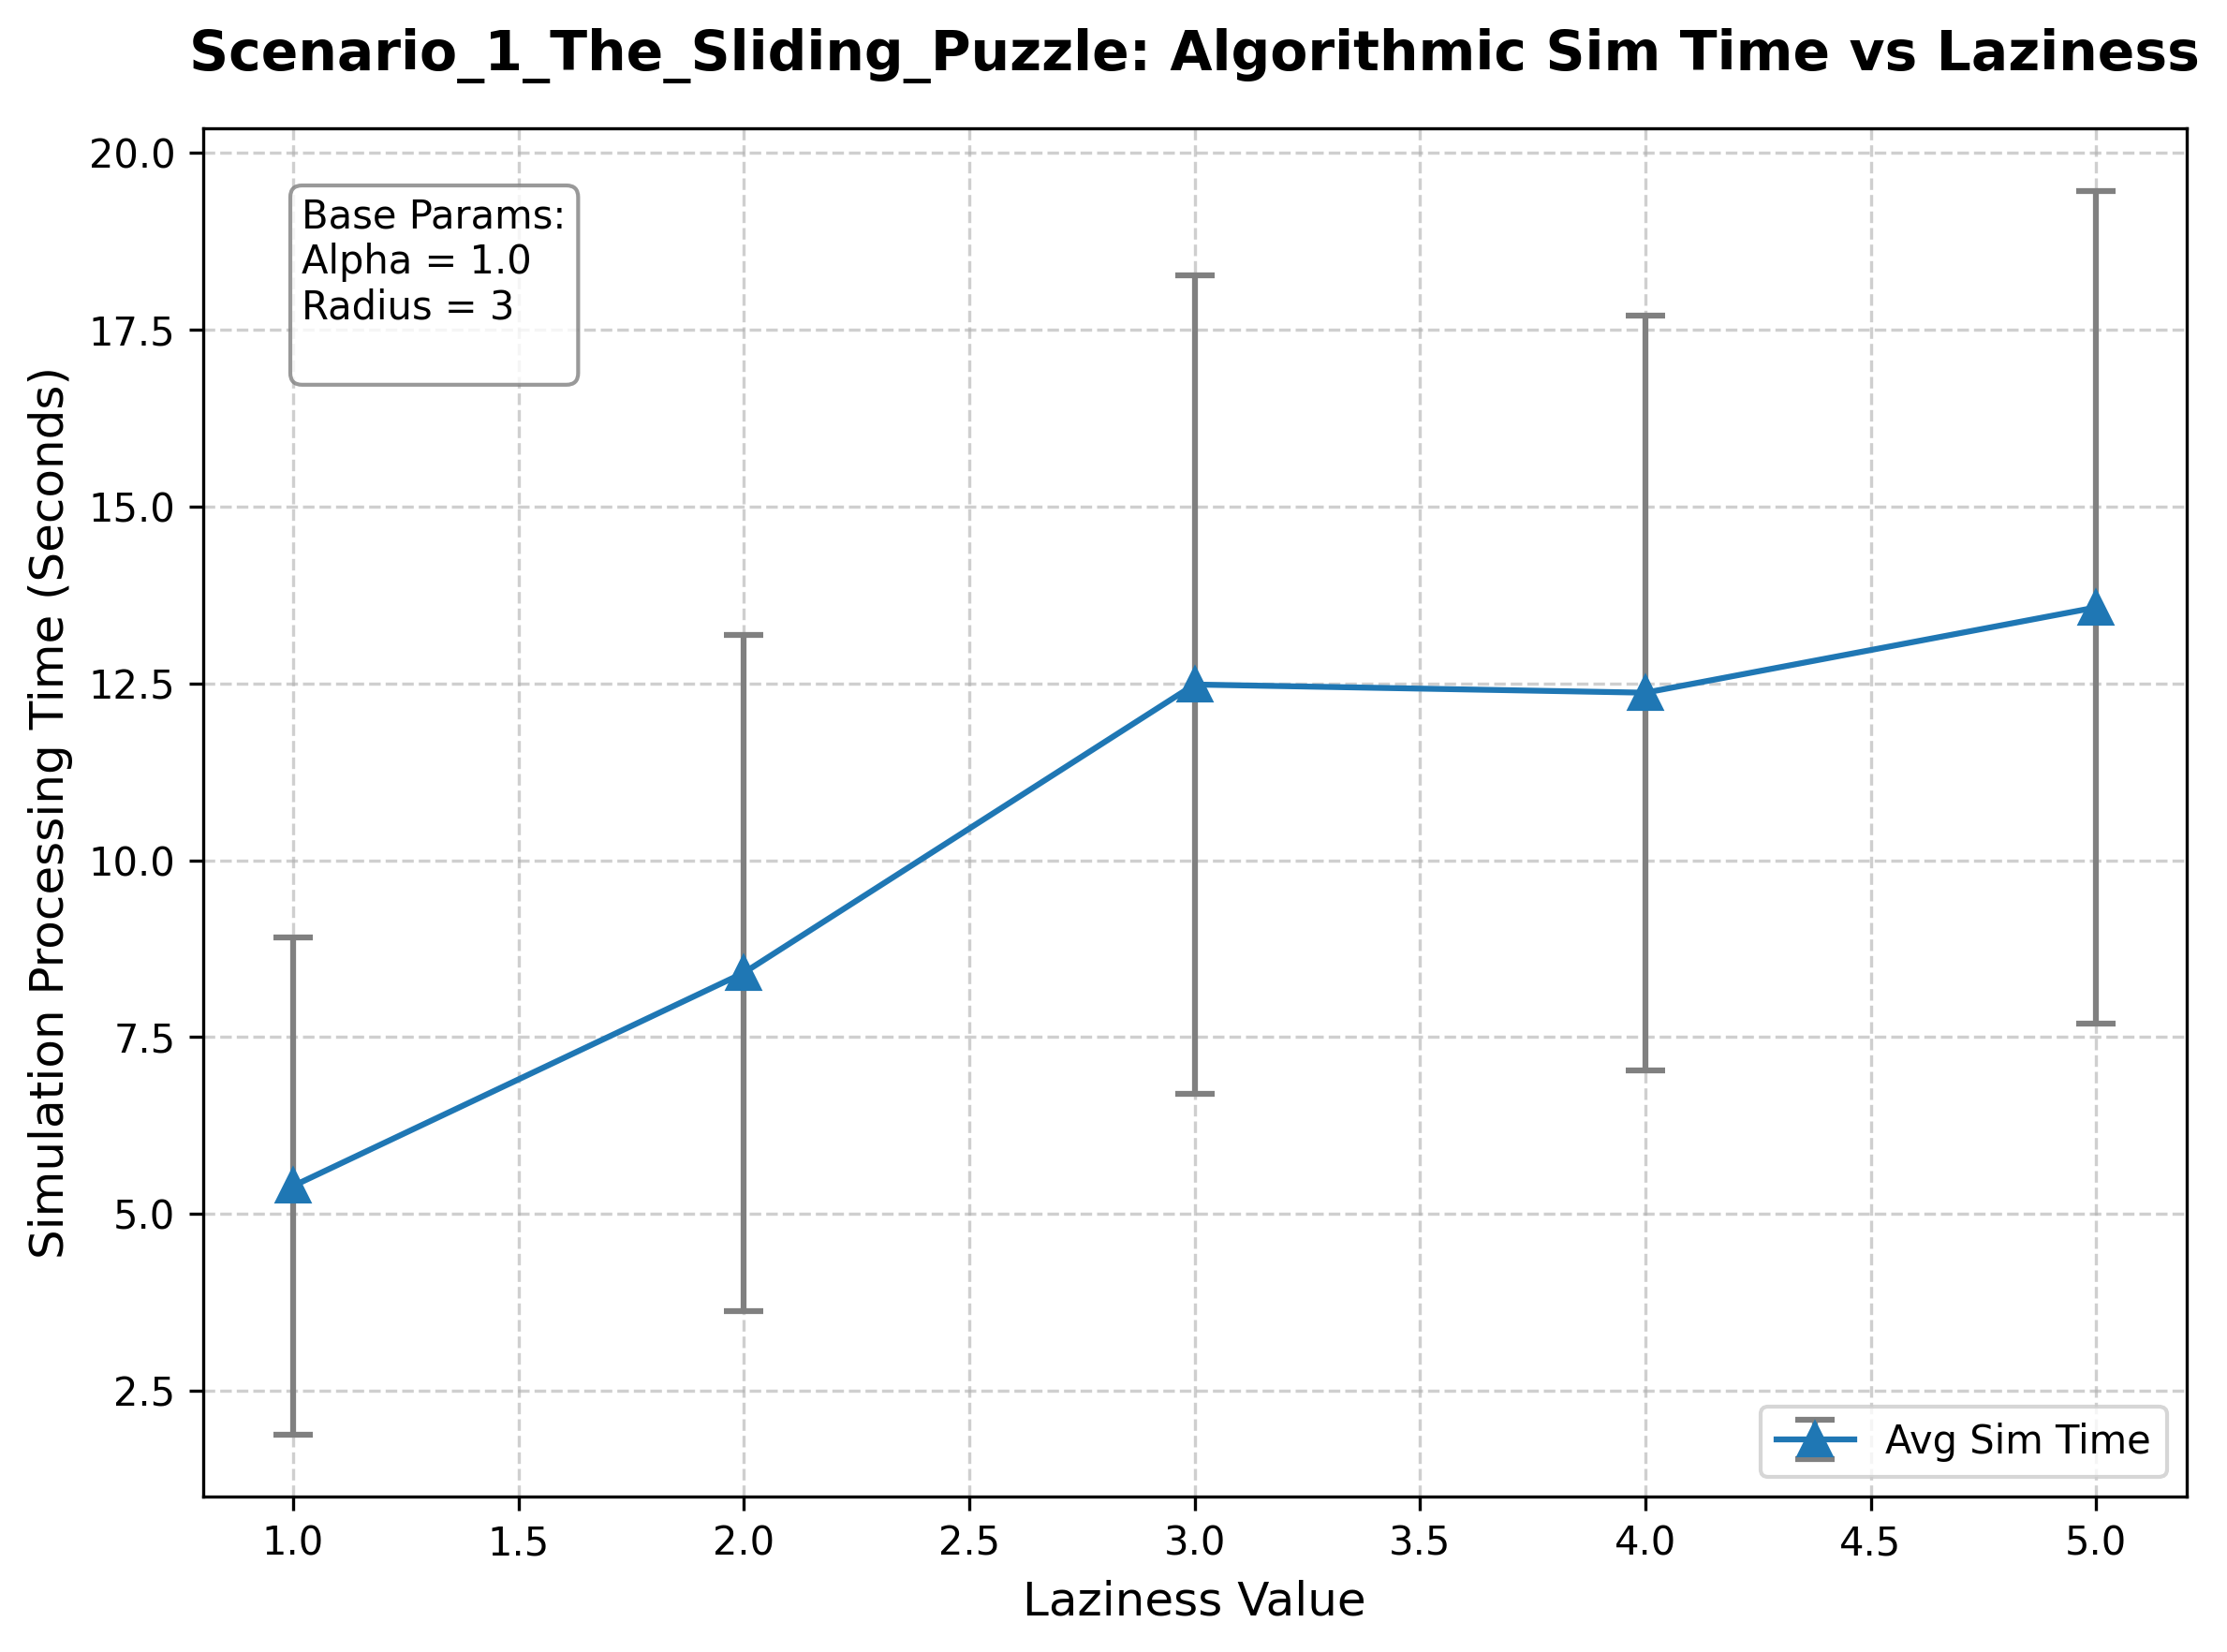 Scenario_1_The_Sliding_Puzzle: Algorithmic Sim Time vs Laziness
20.0
17.5
15.0
12.5
10.0
7.5
5.0
2.5
Simulation Processing Time (Seconds)
Base Params:
Alpha = 1.0
Radius = 3
Avg Sim Time
1.0 1.5 2.0 2.5 3.0 3.5 4.0 4.5 5.0
Laziness Value